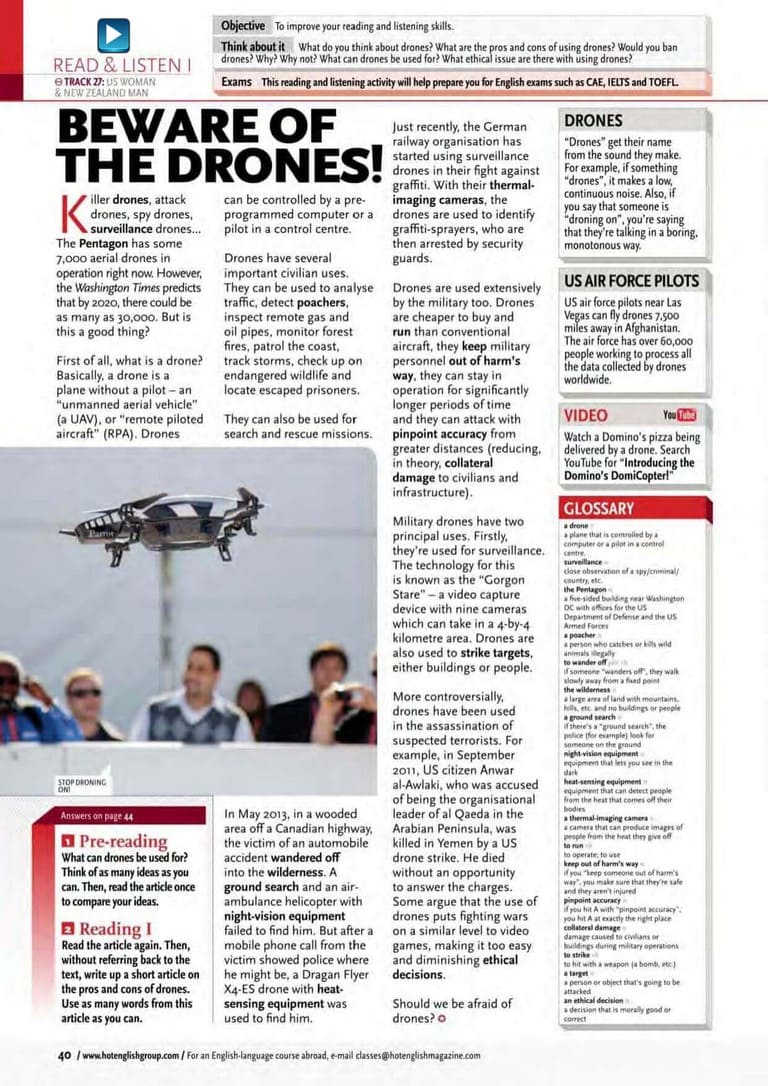 READ & LISTEN I
TRACK 27: US WOMAN
& NEW ZEALAND MAN
Objective To improve your reading and listening skills.
Think about it What do you think about drones? What are the pros and cons of using drones? Would you ban
drones? Why? Why not? What can drones be used for? What ethical issue are there with using drones?
Exams This reading and listening activity will help prepare you for English exams such as CAE, IELTS and TOEFL.
BEWARE OF
THE DRONES!
Killer drones, attack
drones, spy drones,
surveillance drones...
The Pentagon has some
7,000 aerial drones in
operation right now. However,
the Washington Times predicts
that by 2020, there could be
as many as 30,000. But is
this a good thing?
First of all, what is a drone?
Basically, a drone is a
plane without a pilot – an
“unmanned aerial vehicle”
(a UAV), or “remote piloted
aircraft” (RPA). Drones
can be controlled by a pre-
programmed computer or a
pilot in a control centre.
Drones have several
important civilian uses.
They can be used to analyse
traffic, detect poachers,
inspect remote gas and
oil pipes, monitor forest
fires, patrol the coast,
track storms, check up on
endangered wildlife and
locate escaped prisoners.
They can also be used for
search and rescue missions.
Parrot
STOP DRONING
ON!
In May 2013, in a wooded
area off a Canadian highway,
the victim of an automobile
accident wandered off
into the wilderness. A
ground search and an air-
ambulance helicopter with
night-vision equipment
failed to find him. But after a
mobile phone call from the
victim showed police where
he might be, a Dragan Flyer
X4-ES drone with heat-
sensing equipment was
used to find him.
Just recently, the German
railway organisation has
started using surveillance
drones in their fight against
graffiti. With their thermal-
imaging cameras, the
drones are used to identify
graffiti-sprayers, who are
then arrested by security
guards.
Drones are used extensively
by the military too. Drones
are cheaper to buy and
run than conventional
aircraft, they keep military
personnel out of harm’s
way, they can stay in
operation for significantly
longer periods of time
and they can attack with
pinpoint accuracy from
greater distances (reducing,
in theory, collateral
damage to civilians and
infrastructure).
Military drones have two
principal uses. Firstly,
they’re used for surveillance.
The technology for this
is known as the “Gorgon
Stare” – a video capture
device with nine cameras
which can take in a 4-by-4
kilometre area. Drones are
also used to strike targets,
either buildings or people.
More controversially,
drones have been used
in the assassination of
suspected terrorists. For
example, in September
2011, US citizen Anwar
al-Awlaki, who was accused
of being the organisational
leader of al Qaeda in the
Arabian Peninsula, was
killed in Yemen by a US
drone strike. He died
without an opportunity
to answer the charges.
Some argue that the use of
drones puts fighting wars
on a similar level to video
games, making it too easy
and diminishing ethical
decisions.
Should we be afraid of
drones?
Answers on page 44
1 Pre-reading
What can drones be used for?
Think of as many ideas as you
can. Then, read the article once
to compare your ideas.
2 Reading I
Read the article again. Then,
without referring back to the
text, write up a short article on
the pros and cons of drones.
Use as many words from this
article as you can.
DRONES
“Drones” get their name
from the sound they make.
For example, if something
“drones”, it makes a low,
continuous noise. Also, if
you say that someone is
“droning on”, you’re saying
that they’re talking in a boring,
monotonous way.
US AIR FORCE PILOTS
US air force pilots near Las
Vegas can fly drones 7,500
miles away in Afghanistan.
The air force has over 60,000
people working to process all
the data collected by drones
worldwide.
VIDEO YouTube
Watch a Domino’s pizza being
delivered by a drone. Search
YouTube for “Introducing the
Domino’s DomiCopter!”
GLOSSARY
a drone n
a plane that is controlled by a
computer or a pilot in a control
centre.
surveillance n
close observation of a spy/criminal/
country, etc.
the Pentagon n
a five-sided building near Washington
DC with offices for the US
Department of Defense and the US
Armed Forces
a poacher n
a person who catches or kills wild
animals illegally
to wander off
if someone “wanders off”, they walk
slowly away from a fixed point
the wilderness n
a large area of land with mountains,
hills, etc. and no buildings or people
a ground search n
if there’s a “ground search”, the
police (for example) look for
someone on the ground
night-vision equipment n
equipment that lets you see in the
dark
heat-sensing equipment n
equipment that can detect people
from the heat that comes off their
bodies
a thermal-imaging camera n
a camera that can produce images of
people from the heat they give off
to run
to operate; to use
keep out of harm’s way
if you “keep someone out of harm’s
way”, you make sure that they’re safe
and they aren’t injured
pinpoint accuracy n
if you hit A with “pinpoint accuracy”,
you hit A at exactly the right place
collateral damage n
damage caused to civilians or
buildings during military operations
to strike
to hit with a weapon (a bomb, etc.)
a target n
a person or object that’s going to be
attacked
an ethical decision n
a decision that is morally good or
correct
40 / www.hotenglishgroup.com / For an English-language course abroad, e-mail classes@hotenglishmagazine.com